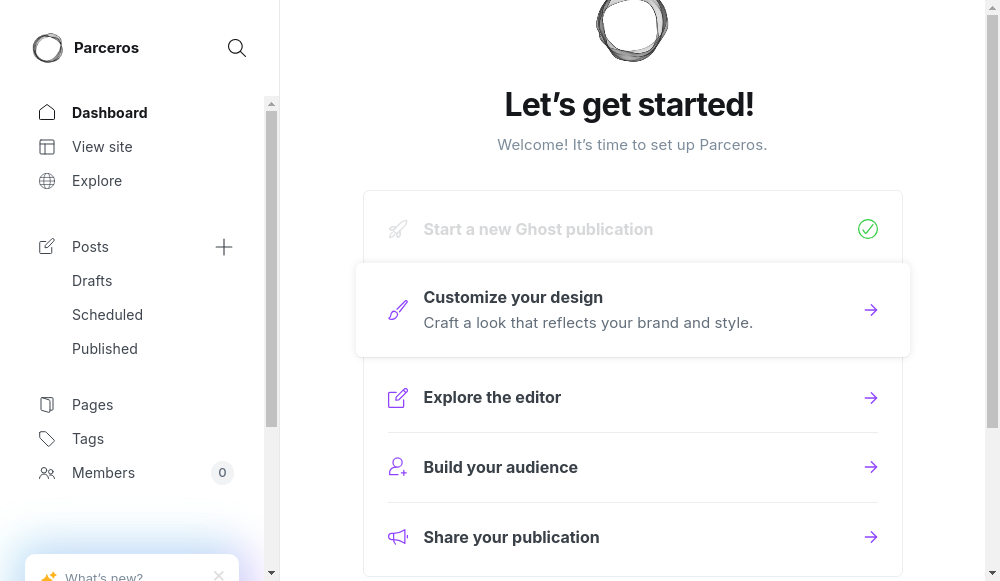 Parceros
Dashboard
View site
Explore
Posts
Drafts
Scheduled
Published
Pages
Tags
Members 0
What's new?
Let’s get started!
Welcome! It’s time to set up Parceros.
Start a new Ghost publication
Customize your design
Craft a look that reflects your brand and style.
Explore the editor
Build your audience
Share your publication